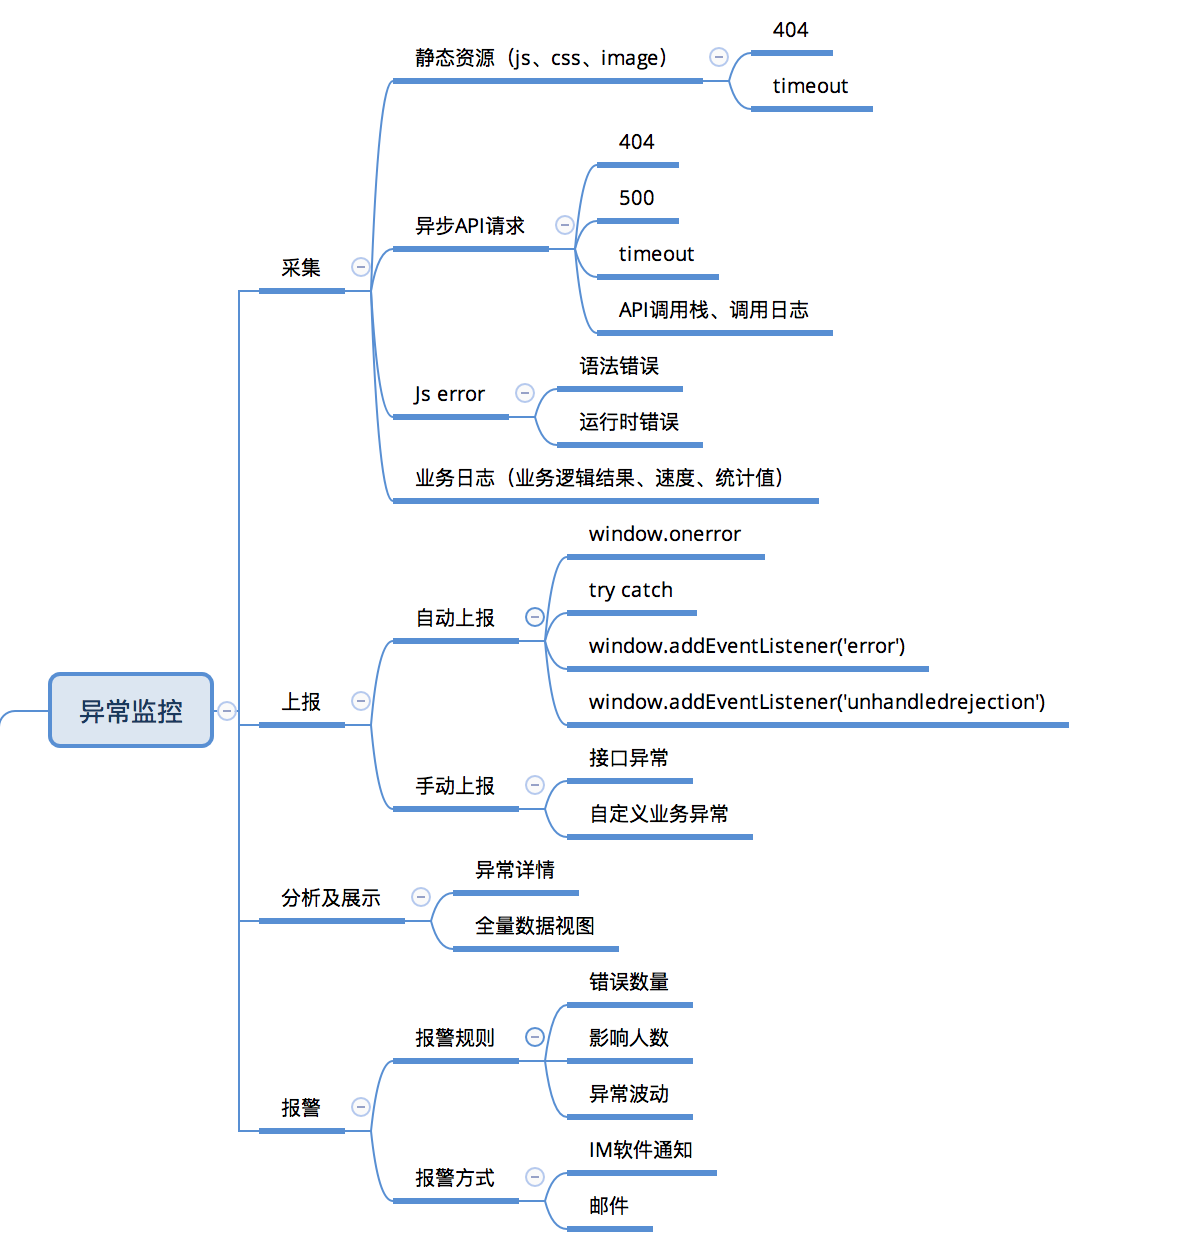 异常监控
采集
静态资源（js、css、image）
404
timeout
异步API请求
404
500
timeout
API调用栈、调用日志
Js error
语法错误
运行时错误
业务日志（业务逻辑结果、速度、统计值）
上报
自动上报
window.onerror
try catch
window.addEventListener('error')
window.addEventListener('unhandledrejection')
手动上报
接口异常
自定义业务异常
分析及展示
异常详情
全量数据视图
报警
报警规则
错误数量
影响人数
异常波动
报警方式
IM软件通知
邮件